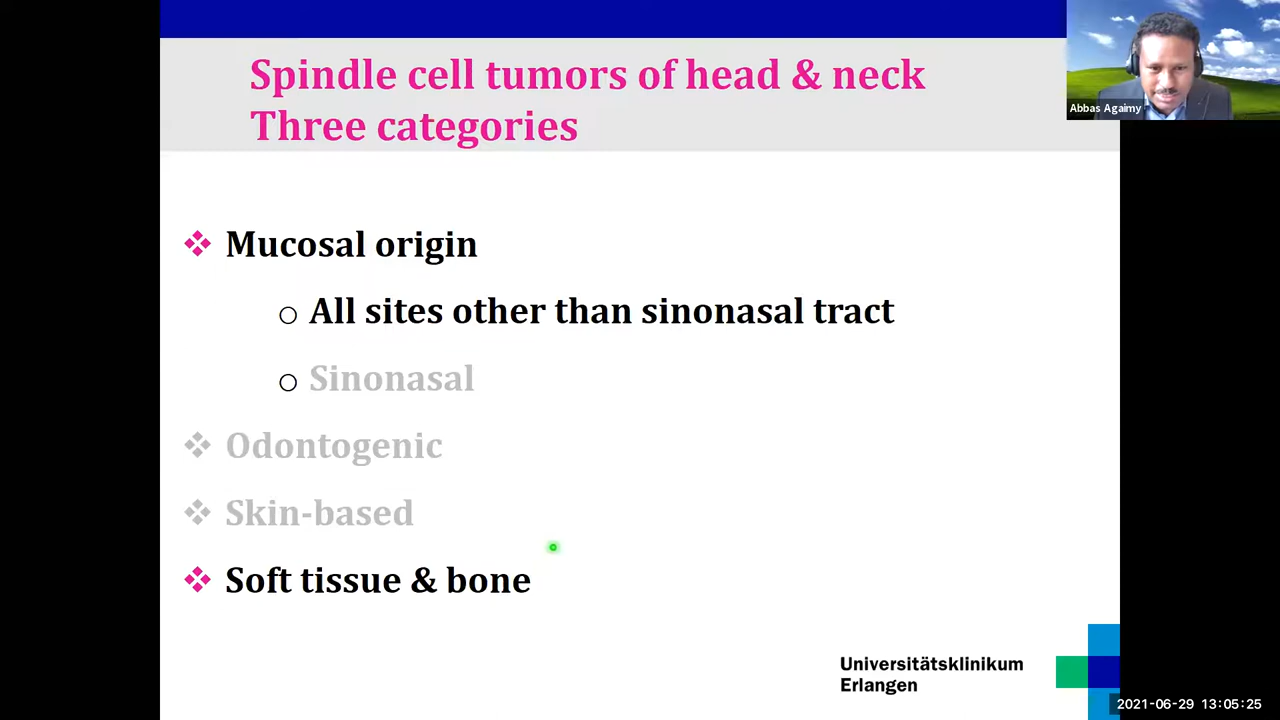 Spindle cell tumors of head & neck
Three categories
Abbas Agaimy
❖ Mucosal origin
o All sites other than sinonasal tract
o Sinonasal
❖ Odontogenic
❖ Skin-based
❖ Soft tissue & bone
Universitätsklinikum
Erlangen
2021-06-29 13:05:25